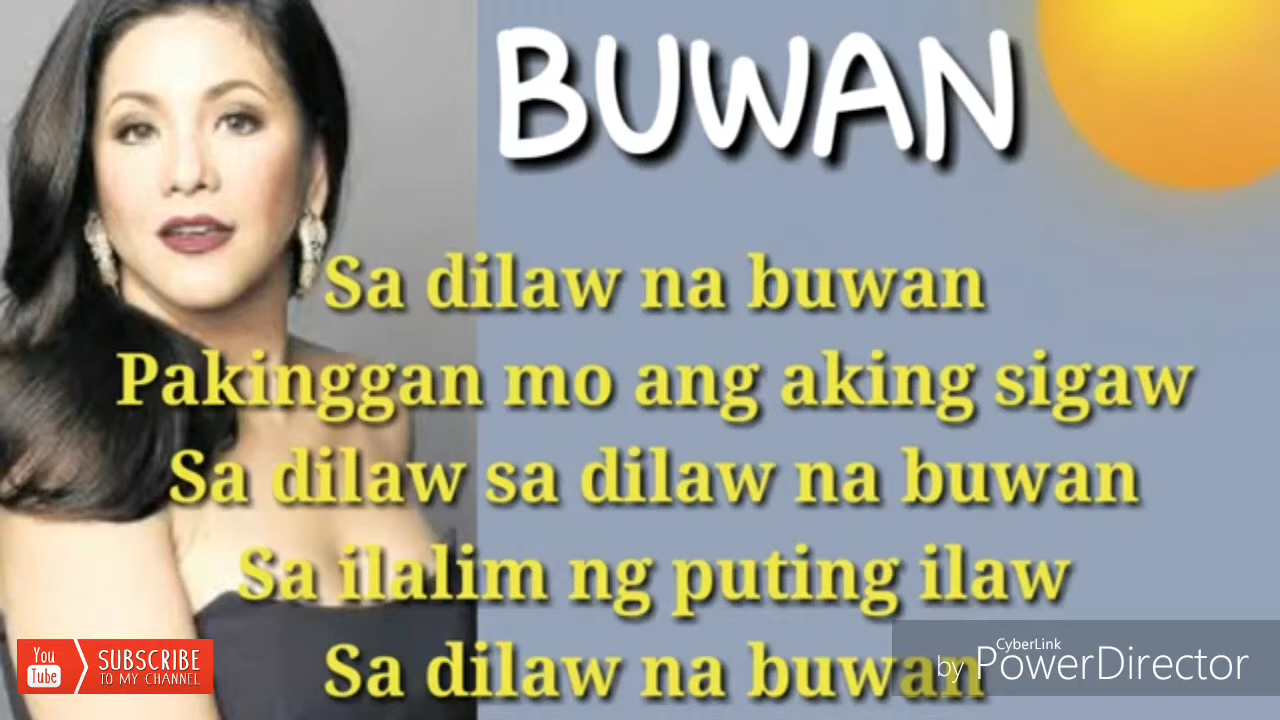 BUWAN
Sa dilaw na buwan
Pakinggan mo ang aking sigaw
Sa dilaw sa dilaw na buwan
Sa ilalim ng puting ilaw
Sa dilaw na buwan
You
Tube
SUBSCRIBE
TO MY CHANNEL
CyberLink
by PowerDirector